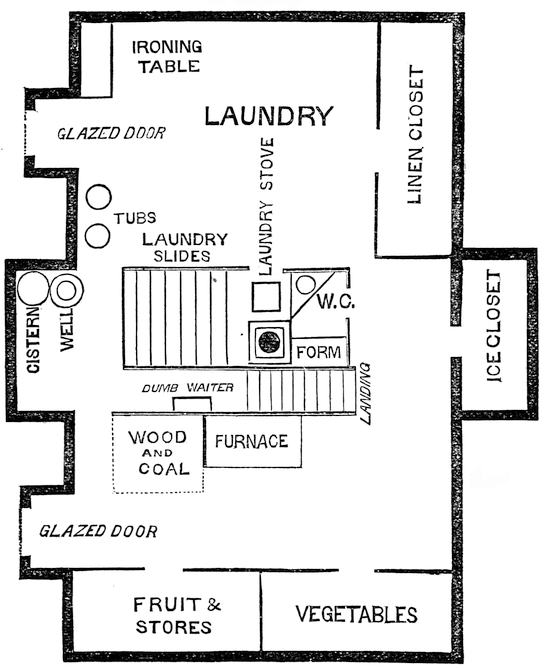 IRONING
TABLE
LAUNDRY
LINEN CLOSET
GLAZED DOOR
LAUNDRY STOVE
TUBS
LAUNDRY
SLIDES
CISTERN
WELL
W.C.
ICE CLOSET
FORM
DUMB WAITER
LANDING
WOOD
AND
COAL
FURNACE
GLAZED DOOR
FRUIT &
STORES
VEGETABLES